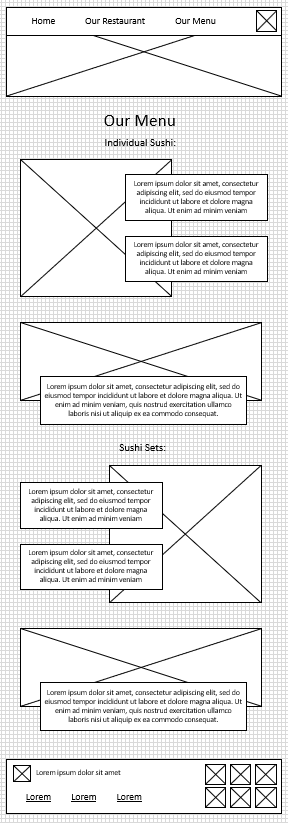 Home Our Restaurant Our Menu
Our Menu
Individual Sushi:
Lorem ipsum dolor sit amet, consectetur
adipiscing elit, sed do eiusmod tempor
incididunt ut labore et dolore magna
aliqua. Ut enim ad minim veniam
Lorem ipsum dolor sit amet, consectetur
adipiscing elit, sed do eiusmod tempor
incididunt ut labore et dolore magna
aliqua. Ut enim ad minim veniam
Lorem ipsum dolor sit amet, consectetur adipiscing elit, sed do
eiusmod tempor incididunt ut labore et dolore magna aliqua. Ut
enim ad minim veniam, quis nostrud exercitation ullamco
laboris nisi ut aliquip ex ea commodo consequat.
Sushi Sets:
Lorem ipsum dolor sit amet, consectetur
adipiscing elit, sed do eiusmod tempor
incididunt ut labore et dolore magna
aliqua. Ut enim ad minim veniam
Lorem ipsum dolor sit amet, consectetur
adipiscing elit, sed do eiusmod tempor
incididunt ut labore et dolore magna
aliqua. Ut enim ad minim veniam
Lorem ipsum dolor sit amet, consectetur adipiscing elit, sed do
eiusmod tempor incididunt ut labore et dolore magna aliqua. Ut
enim ad minim veniam, quis nostrud exercitation ullamco
laboris nisi ut aliquip ex ea commodo consequat.
Lorem ipsum dolor sit amet
Lorem Lorem Lorem